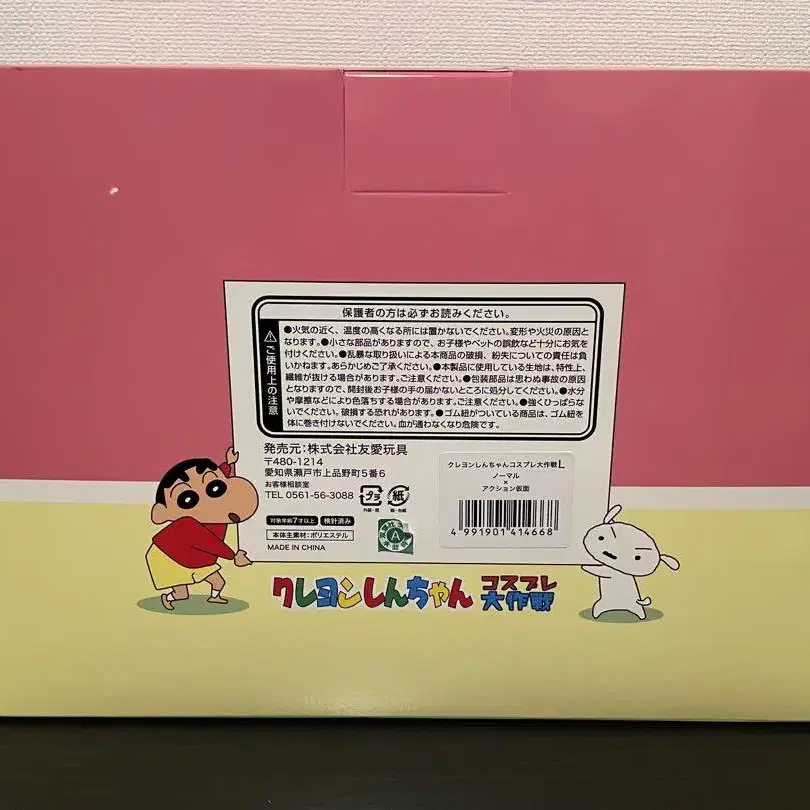 保護者の方は必ずお読みください。
⚠ご使用上の注意
●火気の近く、温度の高くなる所には置かないでください。変形や火災の原因と
なります。●小さな部品がありますので、お子様やペットの誤飲など十分にお気を
付けください。●乱暴な取り扱いによる本商品の破損、紛失についての責任は負
いかねます。あらかじめご了承ください。●本製品に使用している生地は、特性上、
繊維が抜ける場合があります。ご注意ください。●包装部品は思わぬ事故の原因
となりますので、開封後お子様の手の届かないところに処分してください。●水分
や摩擦などにより色落ちする場合があります。ご注意ください。●強くひっぱらな
いでください。破損する恐れがあります。●ゴム紐がついている商品は、ゴム紐を
体に巻き付けないでください。血が通わなくなり危険です。
発売元:株式会社友愛玩具
〒480-1214
愛知県瀬戸市上品野町5番6
お客様相談室
TEL 0561-56-3088
プラ
外装・袋
紙
箱・台紙
対象年齢7才以上
検針済み
本体主素材:ポリエステル
MADE IN CHINA
A
クレヨンしんちゃんコスプレ大作戦L
ノーマル
×
アクション仮面
4 991901 414668
クレヨンしんちゃん コスプレ
大作戦